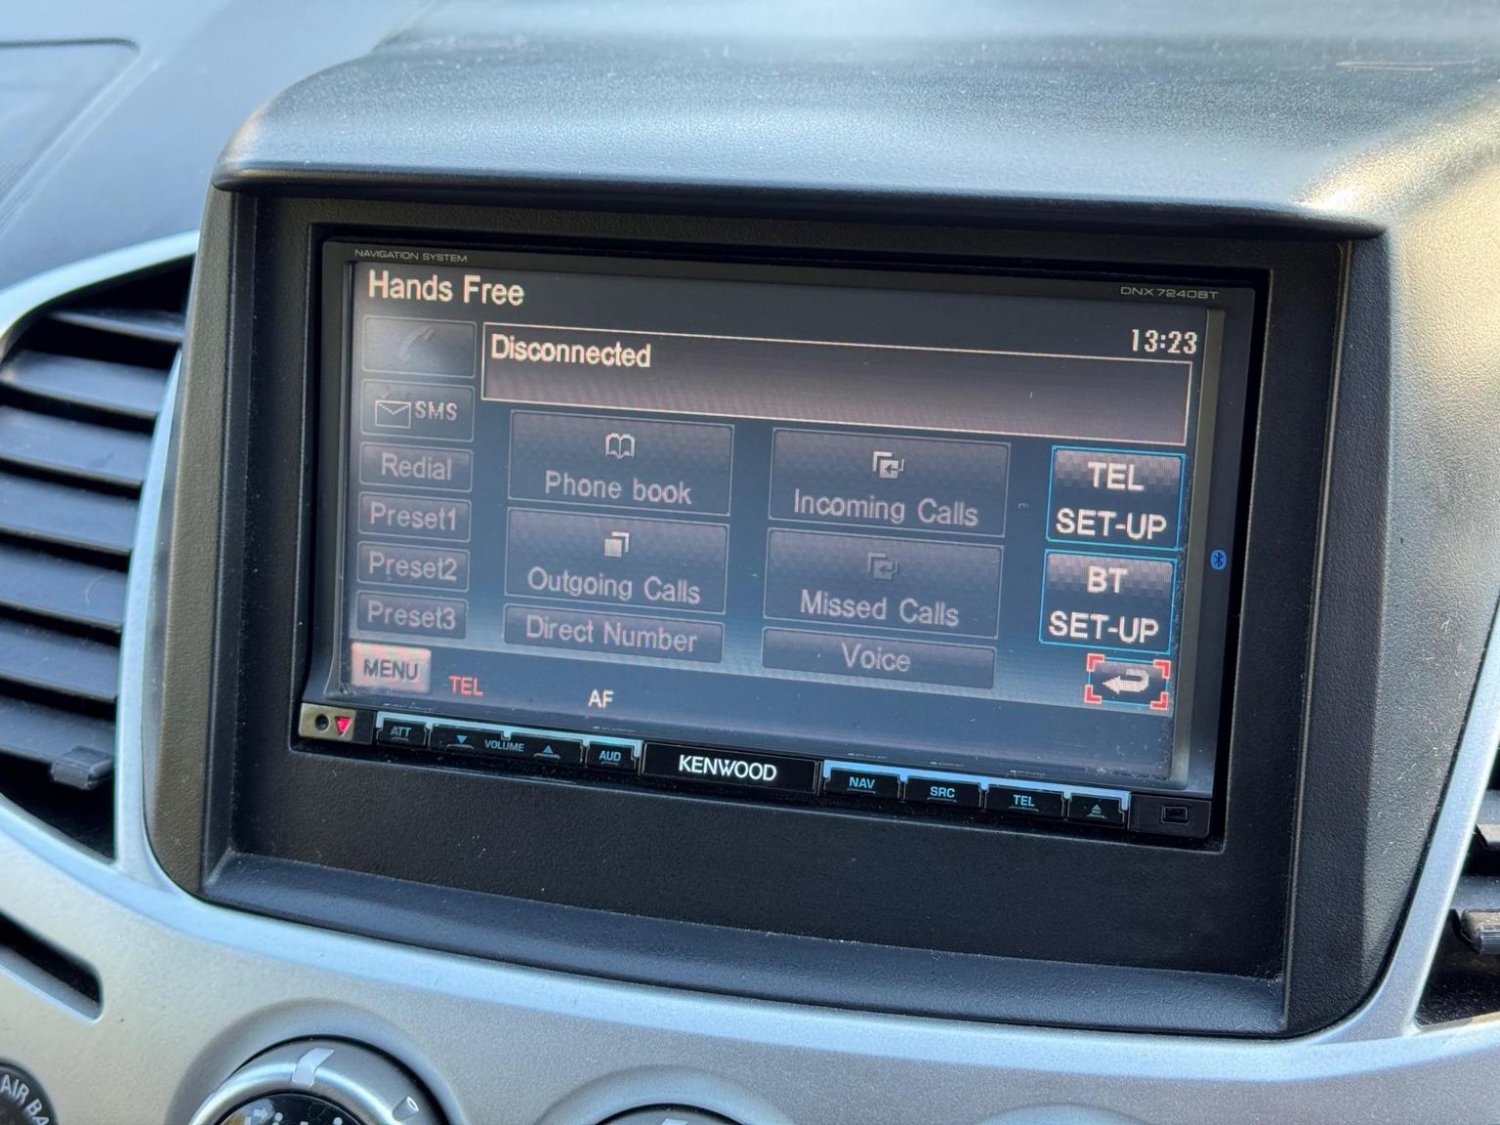 NAVIGATION SYSTEM
DNX7240BT
Hands Free
13:23
Disconnected
SMS
Redial
Preset1
Preset2
Preset3
Phone book
Incoming Calls
Outgoing Calls
Missed Calls
Direct Number
Voice
TEL
SET-UP
BT
SET-UP
MENU
TEL
AF
ATT
VOLUME
AUD
KENWOOD
NAV
SRC
TEL
AIR BA